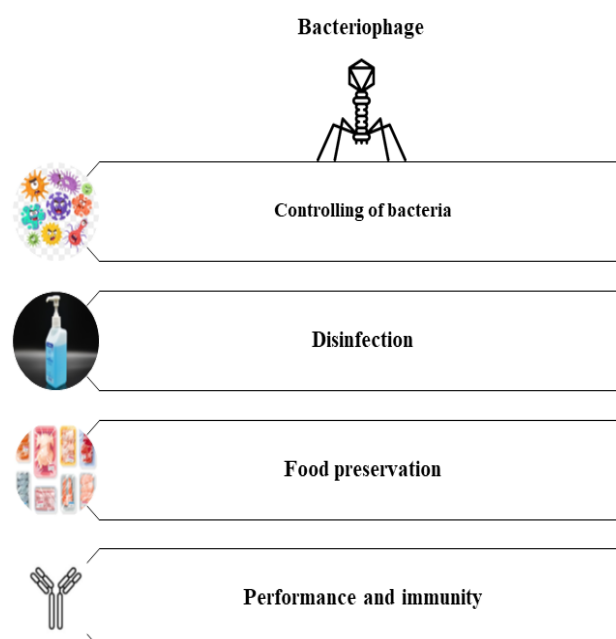 Bacteriophage
Controlling of bacteria
Disinfection
Food preservation
Performance and immunity